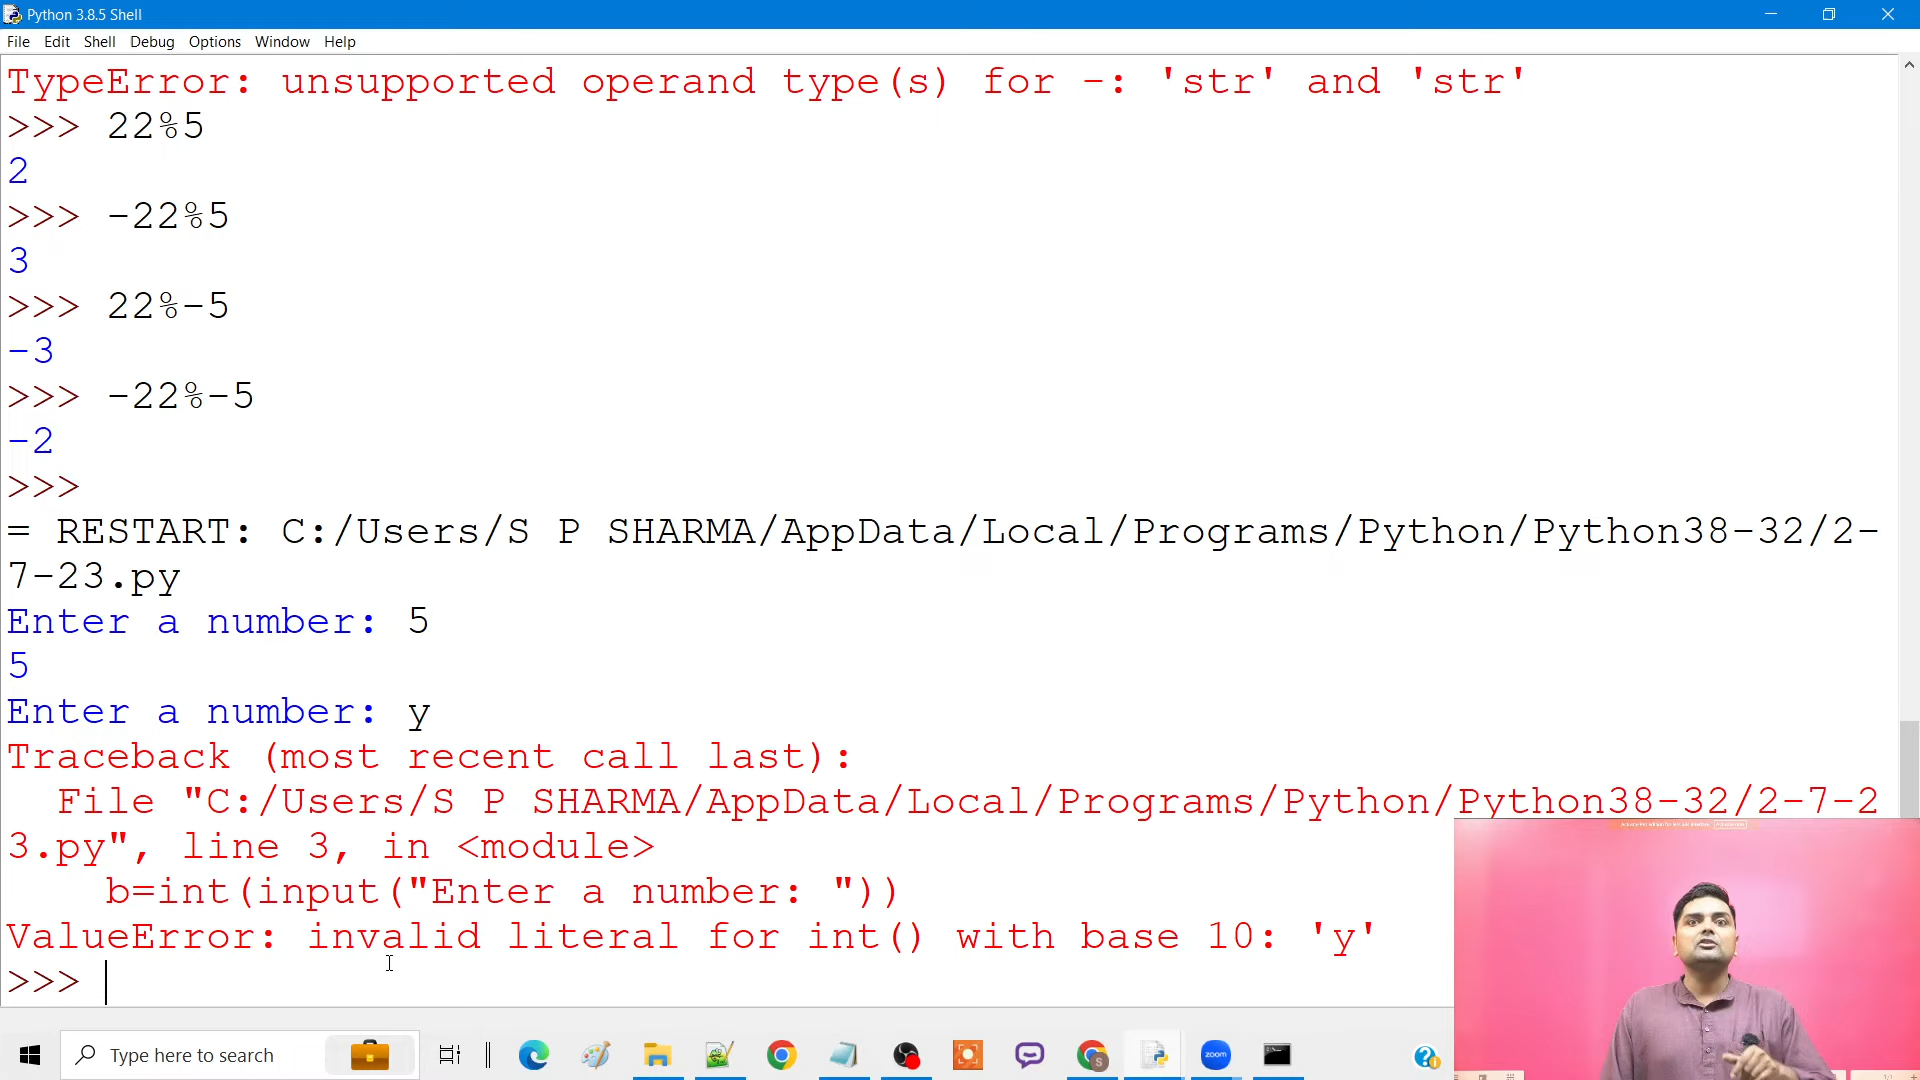 Python 3.8.5 Shell
File Edit Shell Debug Options Window Help
TypeError: unsupported operand type(s) for -: 'str' and 'str'
>>> 22%5
2
>>> -22%5
3
>>> 22%-5
-3
>>> -22%-5
-2
>>>
= RESTART: C:/Users/S P SHARMA/AppData/Local/Programs/Python/Python38-32/2-
7-23.py
Enter a number: 5
5
Enter a number: y
Traceback (most recent call last):
  File "C:/Users/S P SHARMA/AppData/Local/Programs/Python/Python38-32/2-7-2
3.py", line 3, in <module>
    b=int(input("Enter a number: "))
ValueError: invalid literal for int() with base 10: 'y'
>>>
Type here to search
S
zoom